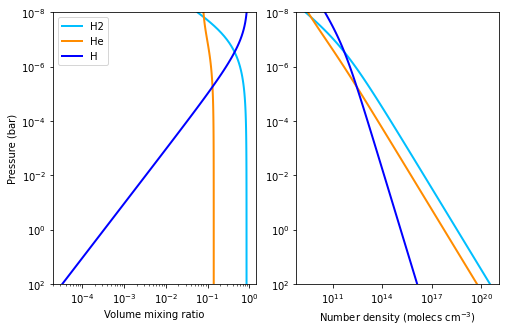 H2
He
H
Pressure (bar)
10⁻⁸
10⁻⁶
10⁻⁴
10⁻²
10⁰
10²
10⁻⁴ 10⁻³ 10⁻² 10⁻¹ 10⁰
Volume mixing ratio
10⁻⁸
10⁻⁶
10⁻⁴
10⁻²
10⁰
10²
10¹¹ 10¹⁴ 10¹⁷ 10²⁰
Number density (molecs cm⁻³)